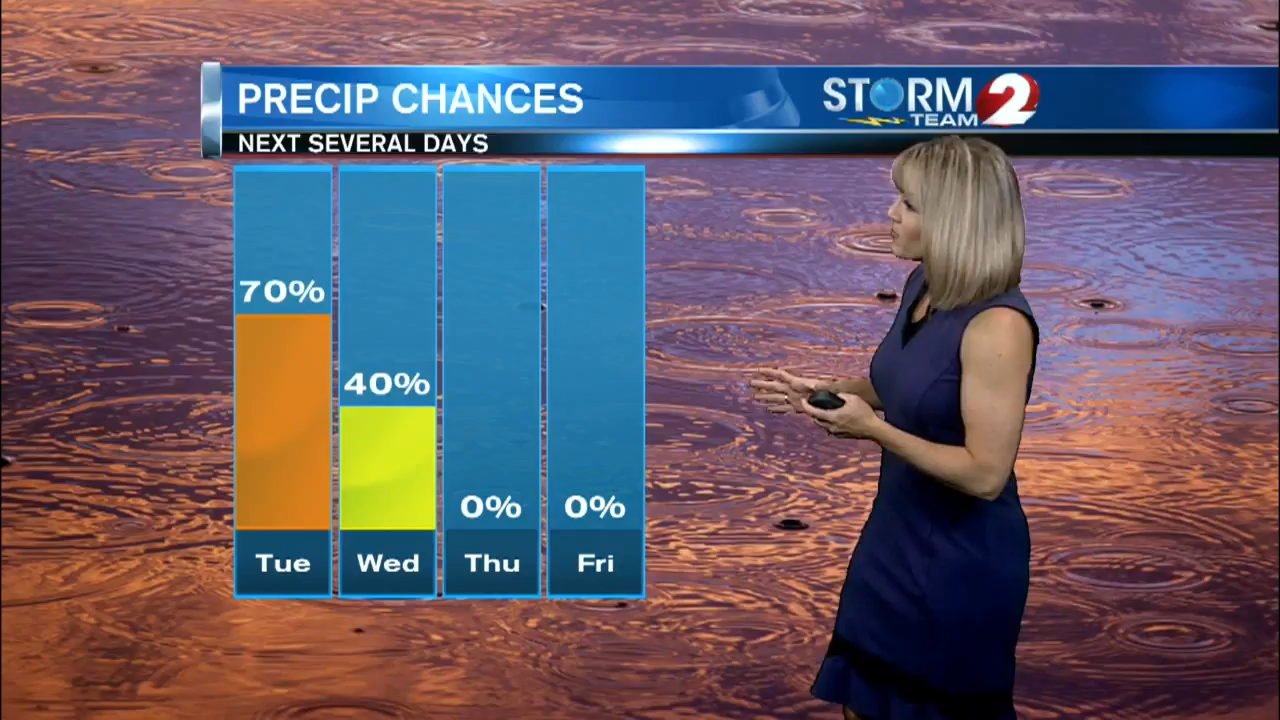 PRECIP CHANCES
STORM
TEAM 2
NEXT SEVERAL DAYS
70%
40%
0%
0%
Tue
Wed
Thu
Fri